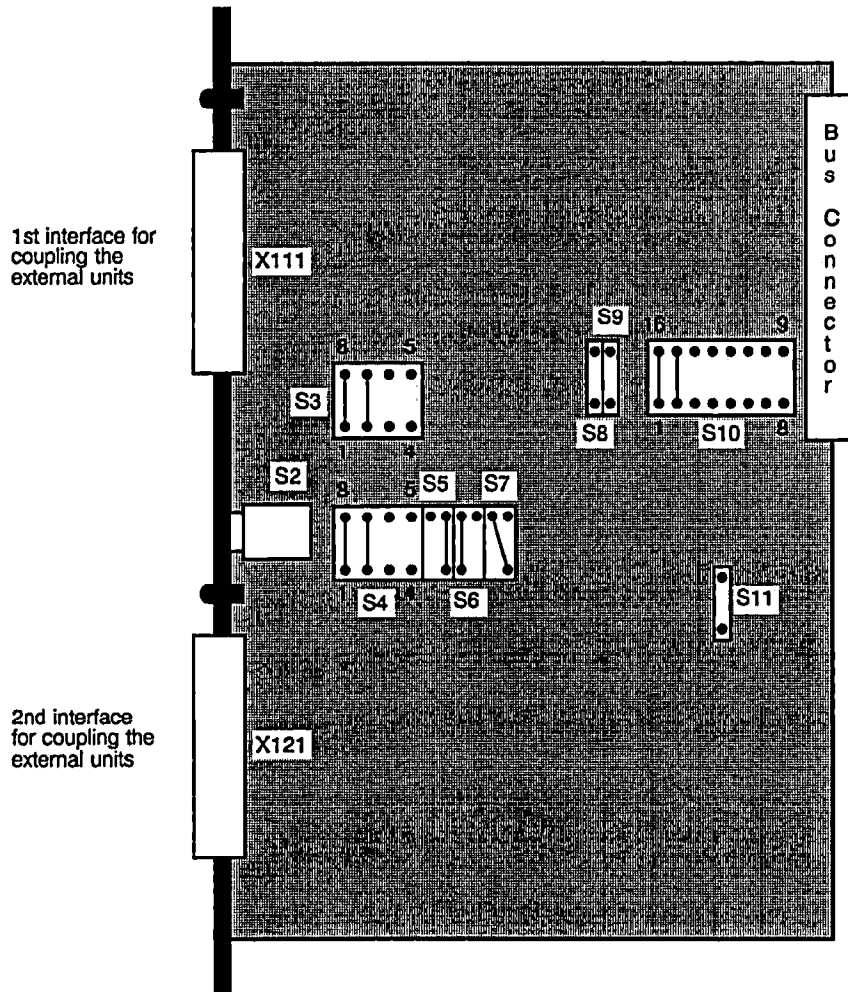 Bus Connector
1st interface for
coupling the
external units
X111
S9
16 9
8 5
S3
S8
1 S10 8
1 4
S2
8 5 S5 S7
1 S4 4 S6
S11
2nd interface
for coupling the
external units
X121